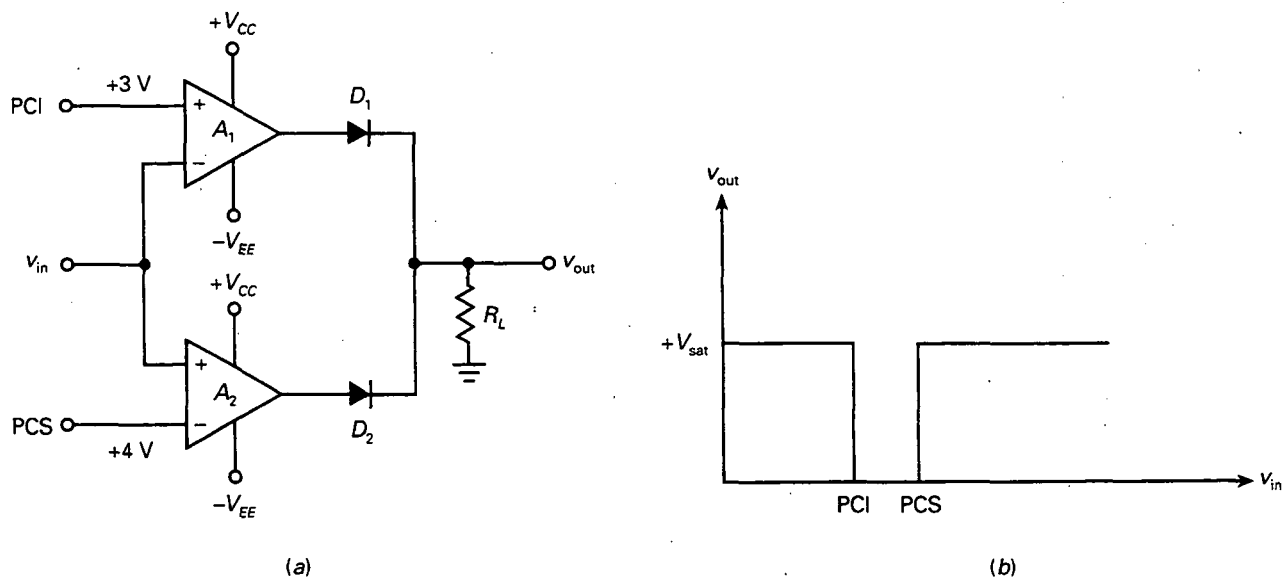 +V_CC
PCI
+3 V
+
A_1
−
D_1
−V_EE
v_in
v_out
+V_CC
R_L
+
A_2
−
PCS
+4 V
D_2
−V_EE
(a)
v_out
+V_sat
PCI
PCS
v_in
(b)